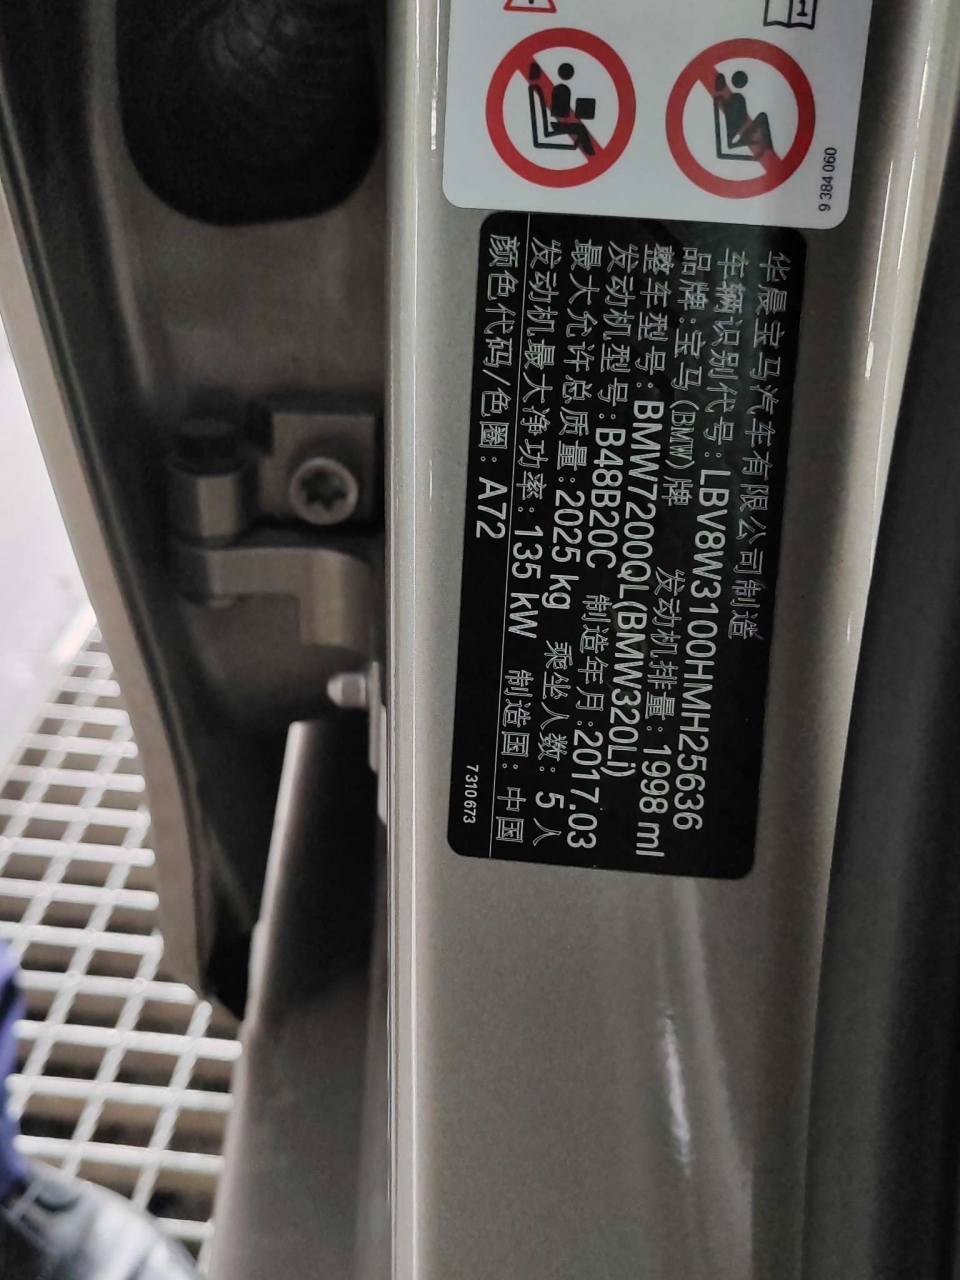 9 384 060
华晨宝马汽车有限公司制造
车辆识别代号:LBV8W3100HMH25636
品牌:宝马(BMW)牌 发动机排量:1998 ml
整车型号:BMW7200QL(BMW320Li)
发动机型号:B48B20C 制造年月:2017.03
最大允许总质量:2025 kg 乘坐人数:5人
发动机最大净功率:135 kW 制造国:中国
颜色代码/色圈:A72
7 310 673